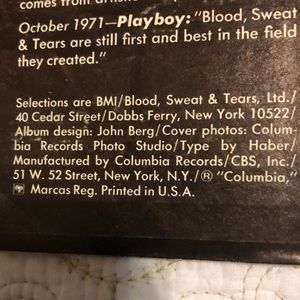 comes from
October 1971—Playboy: "Blood, Sweat
& Tears are still first and best in the field
they created."
Selections are BMI/Blood, Sweat & Tears, Ltd./
40 Cedar Street/Dobbs Ferry, New York 10522/
Album design: John Berg/Cover photos: Colum-
bia Records Photo Studio/Type by Haber/
Manufactured by Columbia Records/CBS, Inc./
51 W. 52 Street, New York, N.Y./® "Columbia,"
Marcas Reg. Printed in U.S.A.